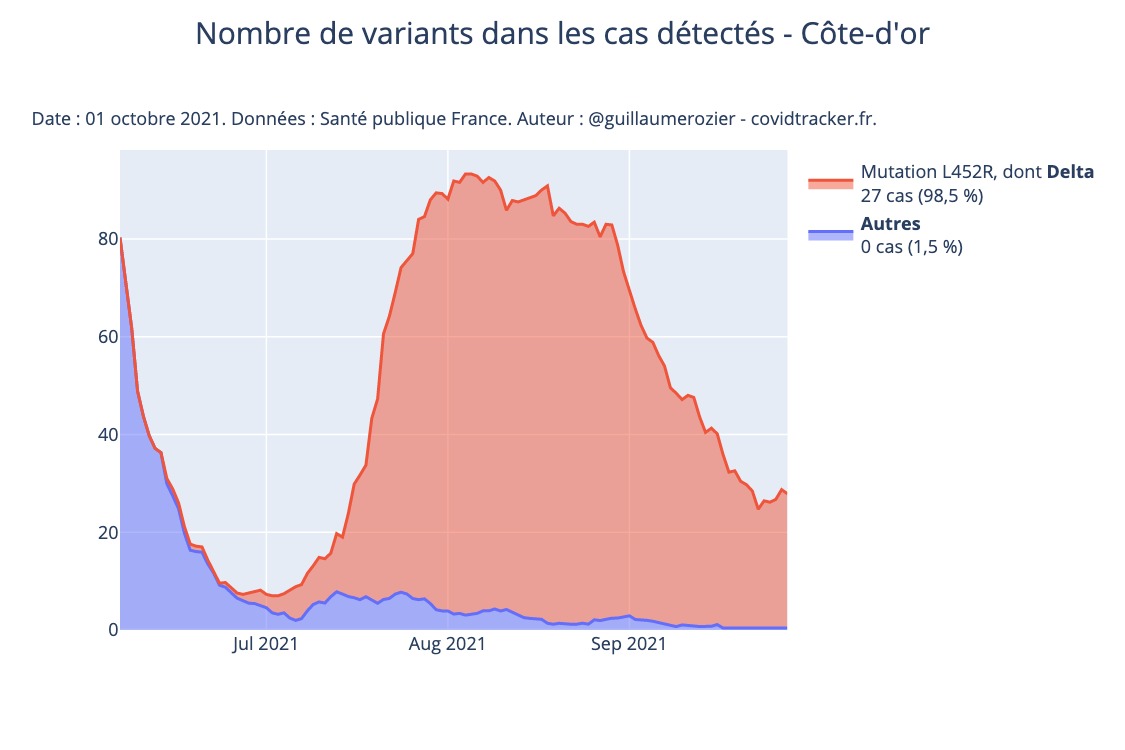 Nombre de variants dans les cas détectés - Côte-d'or
Date : 01 octobre 2021. Données : Santé publique France. Auteur : @guillaumerozier - covidtracker.fr.
Mutation L452R, dont Delta
27 cas (98,5 %)
Autres
0 cas (1,5 %)
80
60
40
20
0
Jul 2021
Aug 2021
Sep 2021